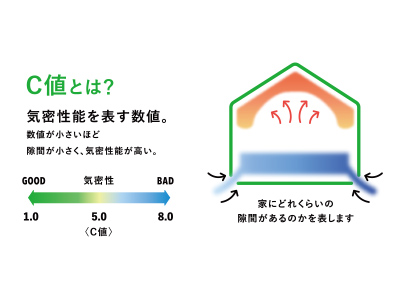 C値とは?
気密性能を表す数値。
数値が小さいほど
隙間が小さく、気密性能が高い。
GOOD 気密性 BAD
1.0 5.0 8.0
〈C値〉
家にどれくらいの
隙間があるのかを表します